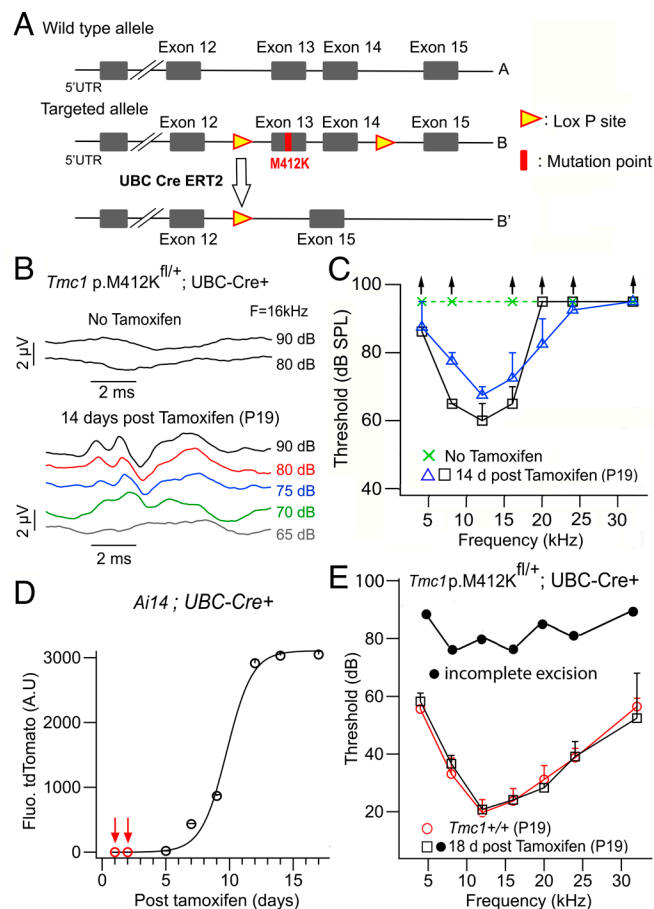 A
Wild type allele
Exon 12 Exon 13 Exon 14 Exon 15
A
5'UTR
Targeted allele
Exon 12 Exon 13 Exon 14 Exon 15
B
5'UTR
M412K
UBC Cre ERT2
B'
Exon 12 Exon 15
: Lox P site
: Mutation point
B
Tmc1 p.M412K fl/+; UBC-Cre+
No Tamoxifen F=16kHz
90 dB
80 dB
2 µV
2 ms
14 days post Tamoxifen (P19)
90 dB
80 dB
75 dB
70 dB
65 dB
2 µV
2 ms
C
Threshold (dB SPL)
100
80
60
40
No Tamoxifen
14 d post Tamoxifen (P19)
5 10 15 20 25 30
Frequency (kHz)
D
Ai14 ; UBC-Cre+
Fluo. tdTomato (A.U)
3000
2000
1000
0
0 5 10 15
Post tamoxifen (days)
E
Tmc1 p.M412K fl/+; UBC-Cre+
Threshold (dB)
100
80
60
40
20
incomplete excision
Tmc1+/+ (P19)
18 d post Tamoxifen (P19)
5 10 15 20 25 30
Frequency (kHz)